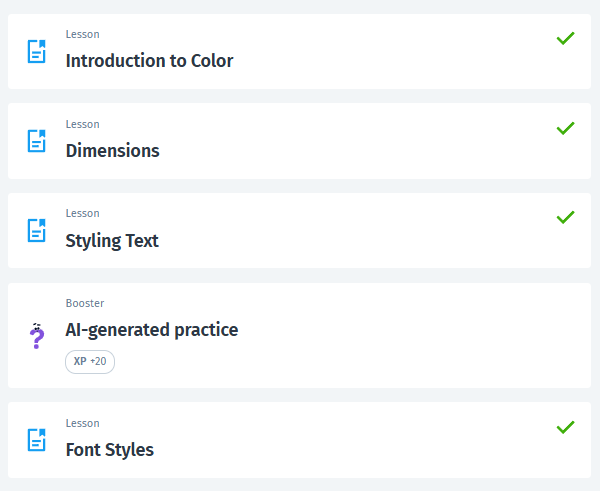 Lesson
Introduction to Color
Lesson
Dimensions
Lesson
Styling Text
Booster
AI-generated practice
XP +20
Lesson
Font Styles